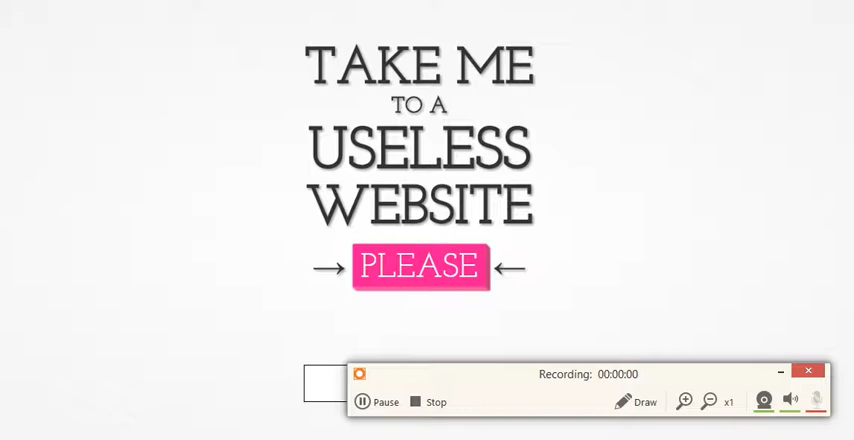 TAKE ME
TO A
USELESS
WEBSITE
→ PLEASE ←
Recording: 00:00:00
Pause Stop Draw x1